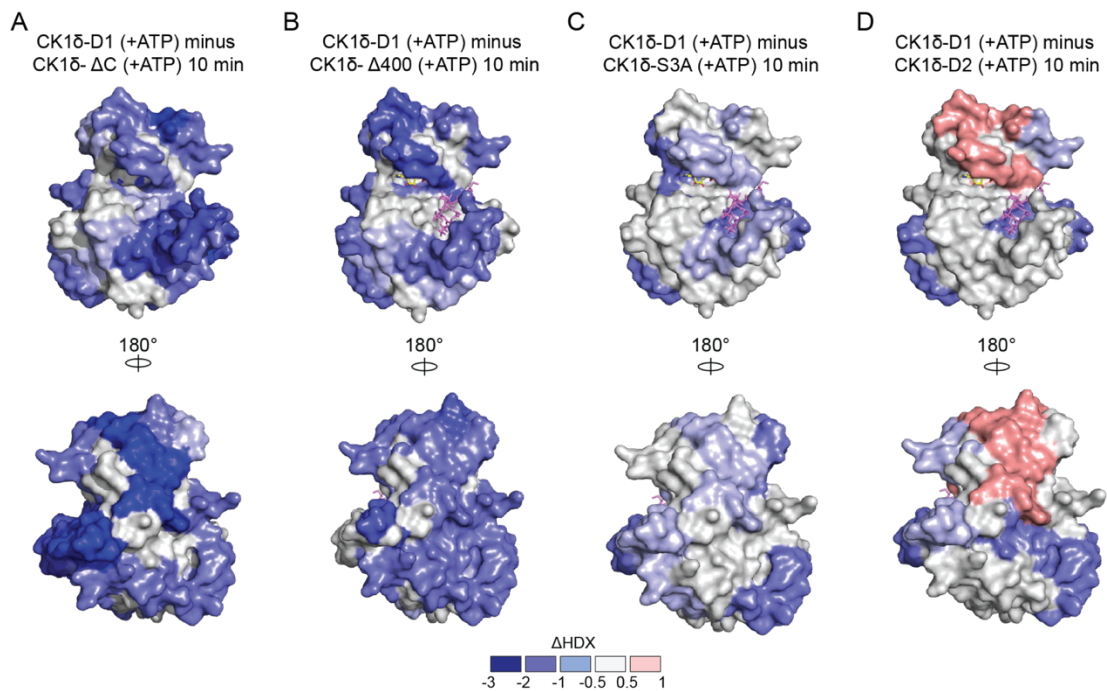 A
CK1δ-D1 (+ATP) minus
CK1δ- ΔC (+ATP) 10 min
B
CK1δ-D1 (+ATP) minus
CK1δ- Δ400 (+ATP) 10 min
C
CK1δ-D1 (+ATP) minus
CK1δ-S3A (+ATP) 10 min
D
CK1δ-D1 (+ATP) minus
CK1δ-D2 (+ATP) 10 min
180°
180°
180°
180°
ΔHDX
-3 -2 -1 -0.5 0.5 1